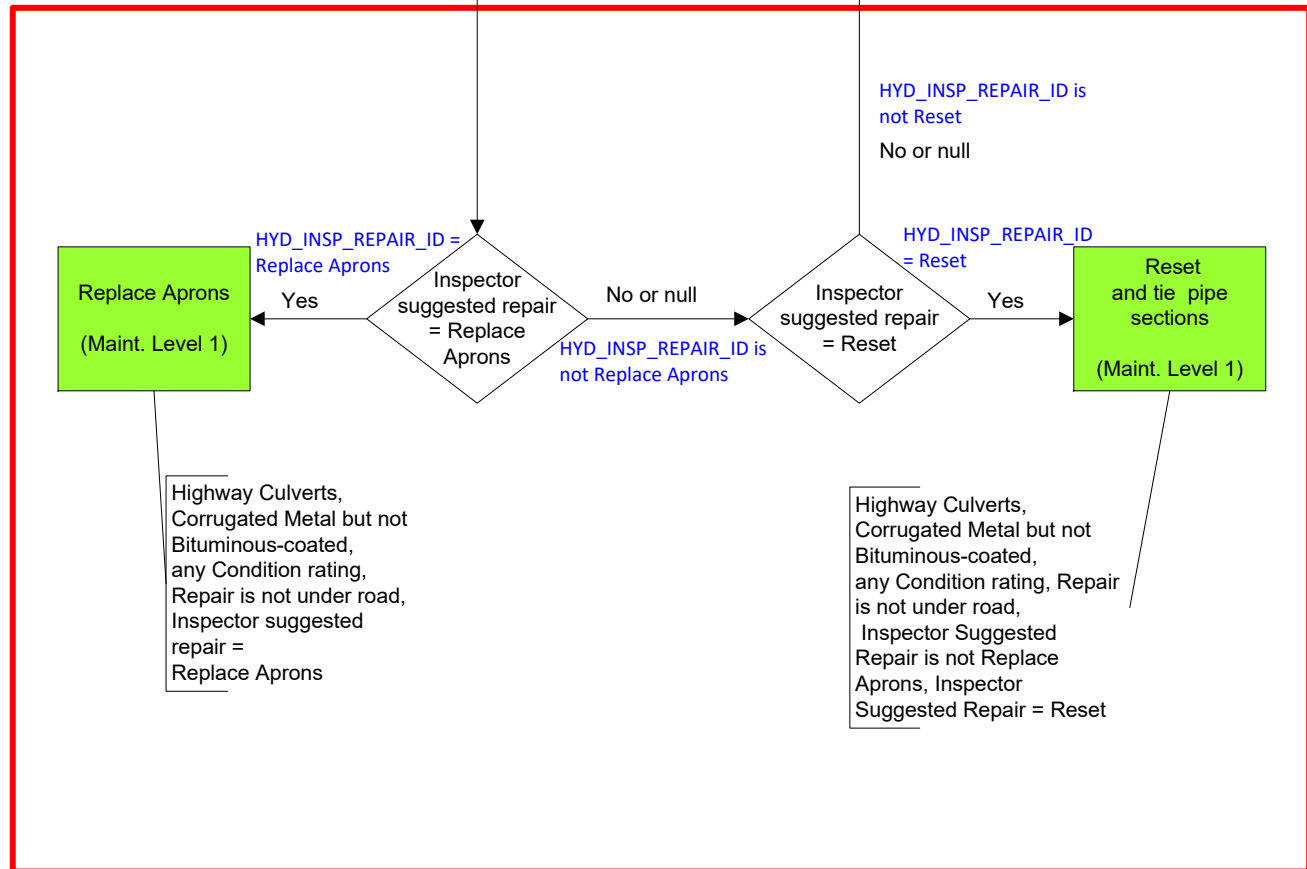 HYD_INSP_REPAIR_ID is
not Reset
No or null
HYD_INSP_REPAIR_ID =
Replace Aprons
Replace Aprons
(Maint. Level 1)
Yes
Inspector
suggested repair
= Replace
Aprons
No or null
HYD_INSP_REPAIR_ID is
not Replace Aprons
Inspector
suggested repair
= Reset
HYD_INSP_REPAIR_ID
= Reset
Yes
Reset
and tie pipe
sections
(Maint. Level 1)
Highway Culverts,
Corrugated Metal but not
Bituminous-coated,
any Condition rating,
Repair is not under road,
Inspector suggested
repair =
Replace Aprons
Highway Culverts,
Corrugated Metal but not
Bituminous-coated,
any Condition rating, Repair
is not under road,
Inspector Suggested
Repair is not Replace
Aprons, Inspector
Suggested Repair = Reset